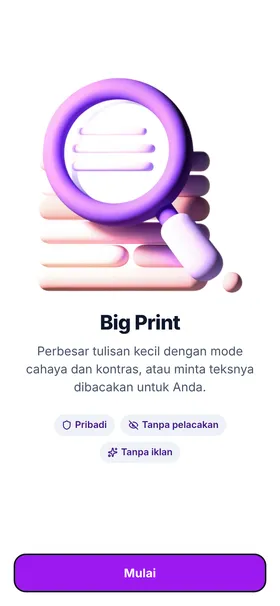 Big Print
Perbesar tulisan kecil dengan mode
cahaya dan kontras, atau minta teksnya
dibacakan untuk Anda.
Pribadi
Tanpa pelacakan
Tanpa iklan
Mulai